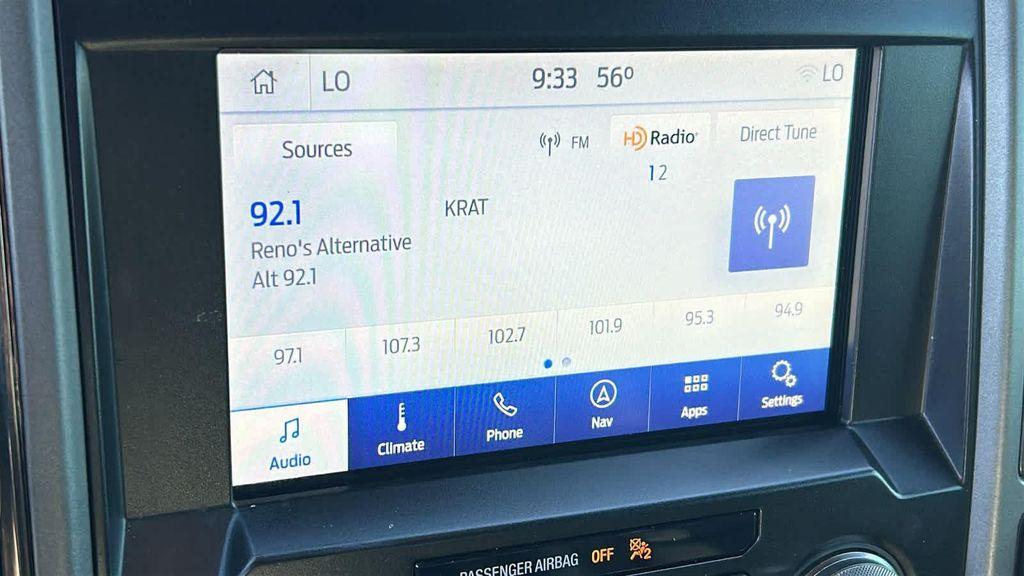 LO 9:33 56° LO
Sources FM HD Radio Direct Tune
1 2
92.1 KRAT
Reno's Alternative
Alt 92.1
97.1 107.3 102.7 101.9 95.3 94.9
Audio Climate Phone Nav Apps Settings
PASSENGER AIRBAG OFF 2